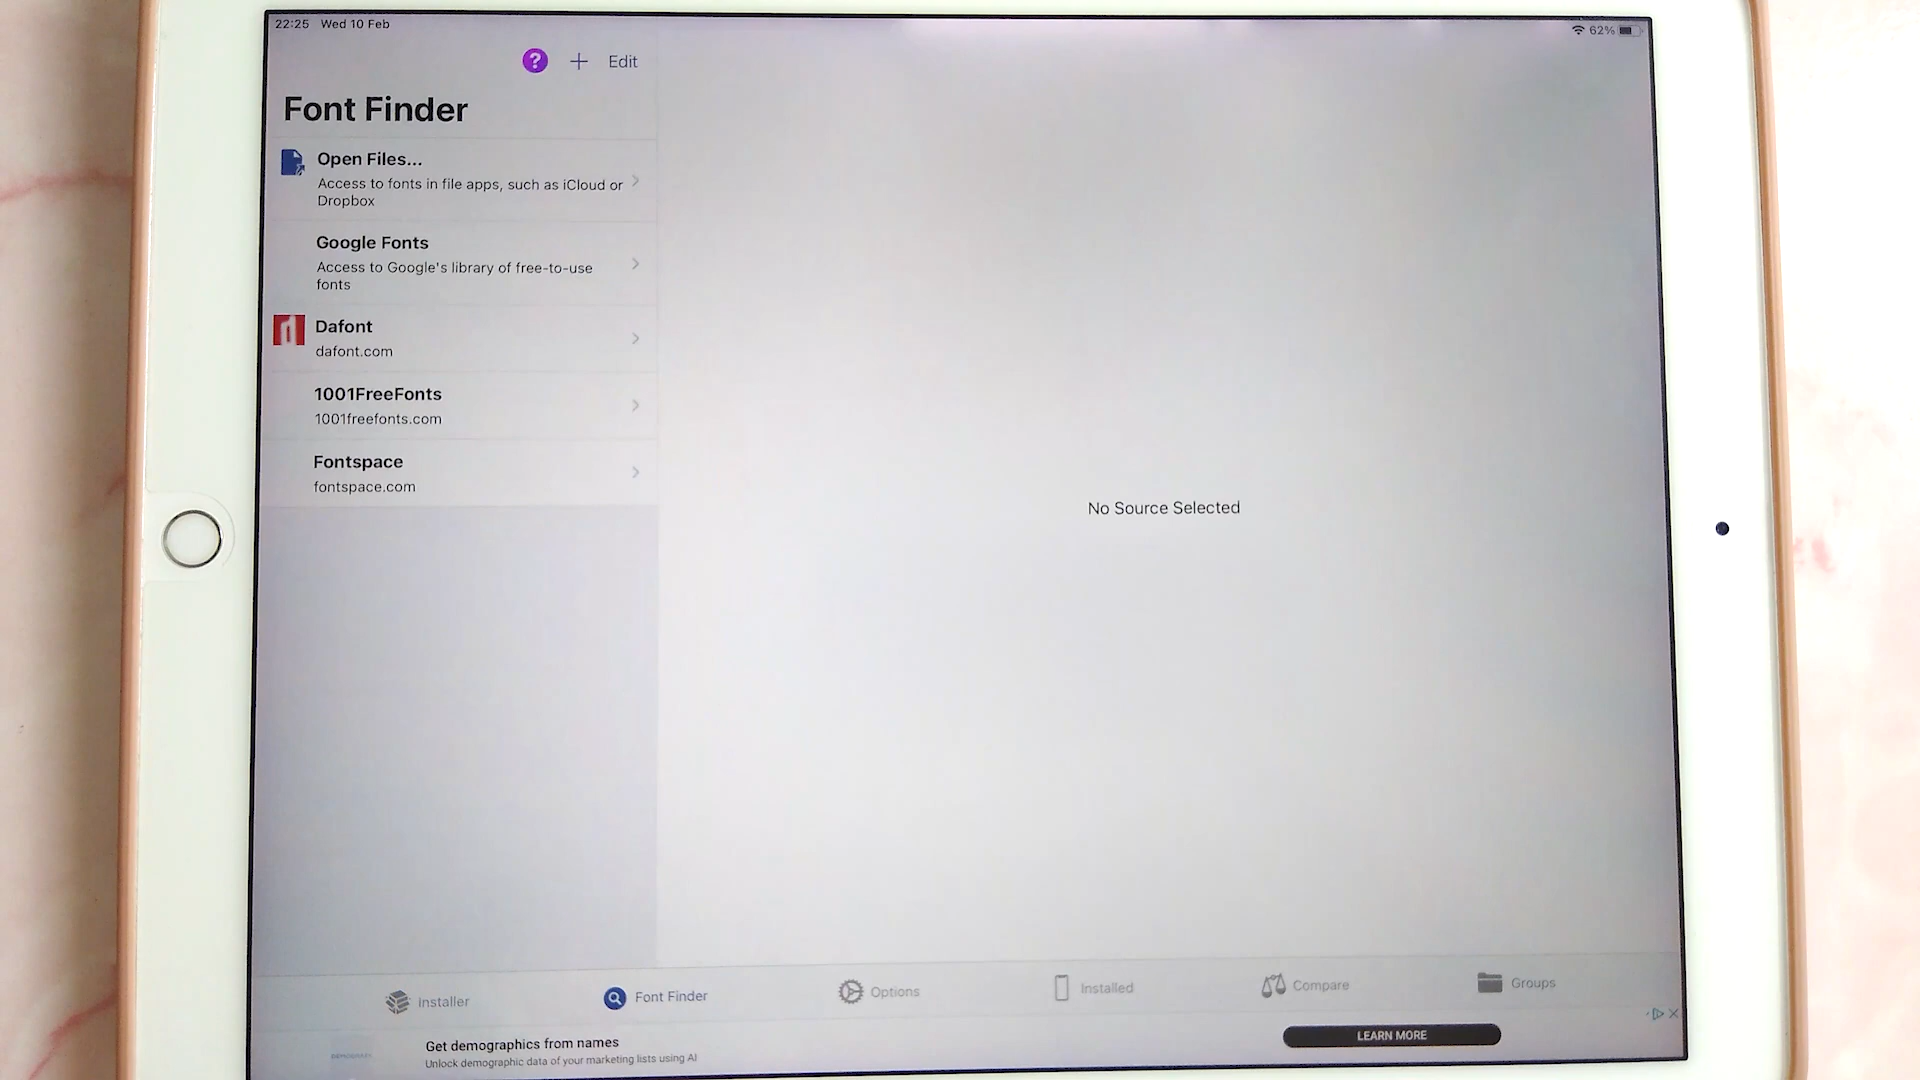 22:25 Wed 10 Feb
62%
? + Edit
Font Finder
Open Files...
Access to fonts in file apps, such as iCloud or
Dropbox
Google Fonts
Access to Google's library of free-to-use
fonts
Dafont
dafont.com
1001FreeFonts
1001freefonts.com
Fontspace
fontspace.com
No Source Selected
Installer
Font Finder
Options
Installed
Compare
Groups
Get demographics from names
Unlock demographic data of your marketing lists using AI
LEARN MORE